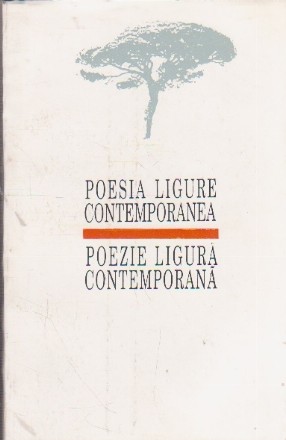 POESIA LIGURE
CONTEMPORANEA
POEZIE LIGURĂ
CONTEMPORANĂ